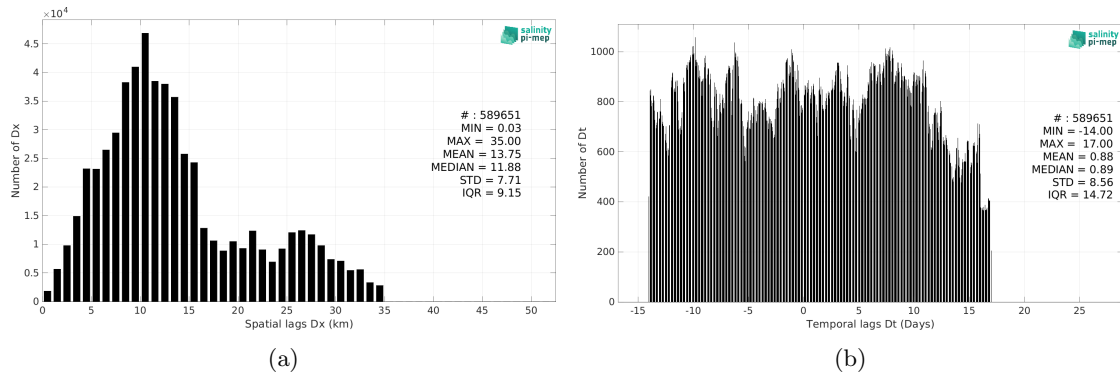 ×10⁴
4.5
4
3.5
3
2.5
2
1.5
1
0.5
0
0 5 10 15 20 25 30 35 40 45 50
Number of Dx
Spatial lags Dx (km)
salinity
pi-mep
# : 589651
MIN = 0.03
MAX = 35.00
MEAN = 13.75
MEDIAN = 11.88
STD = 7.71
IQR = 9.15
(a)
1000
800
600
400
200
0
-15 -10 -5 0 5 10 15 20 25
Number of Dt
Temporal lags Dt (Days)
salinity
pi-mep
# : 589651
MIN = -14.00
MAX = 17.00
MEAN = 0.88
MEDIAN = 0.89
STD = 8.56
IQR = 14.72
(b)